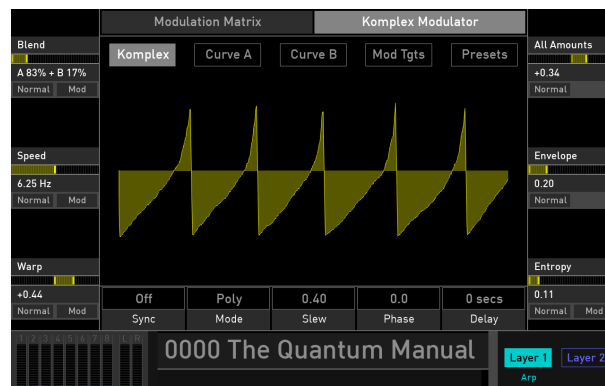 Modulation Matrix
Komplex Modulator
Blend
Komplex
Curve A
Curve B
Mod Tgts
Presets
All Amounts
A 83% + B 17%
+0.34
Normal
Mod
Normal
Speed
Envelope
6.25 Hz
0.20
Normal
Mod
Normal
Warp
Entropy
+0.44
Off
Poly
0.40
0.0
0 secs
0.11
Normal
Mod
Sync
Mode
Slew
Phase
Delay
Normal
Mod
1 2 3 4 5 6 7 8 L R
0000 The Quantum Manual
Layer 1
Layer 2
Arp